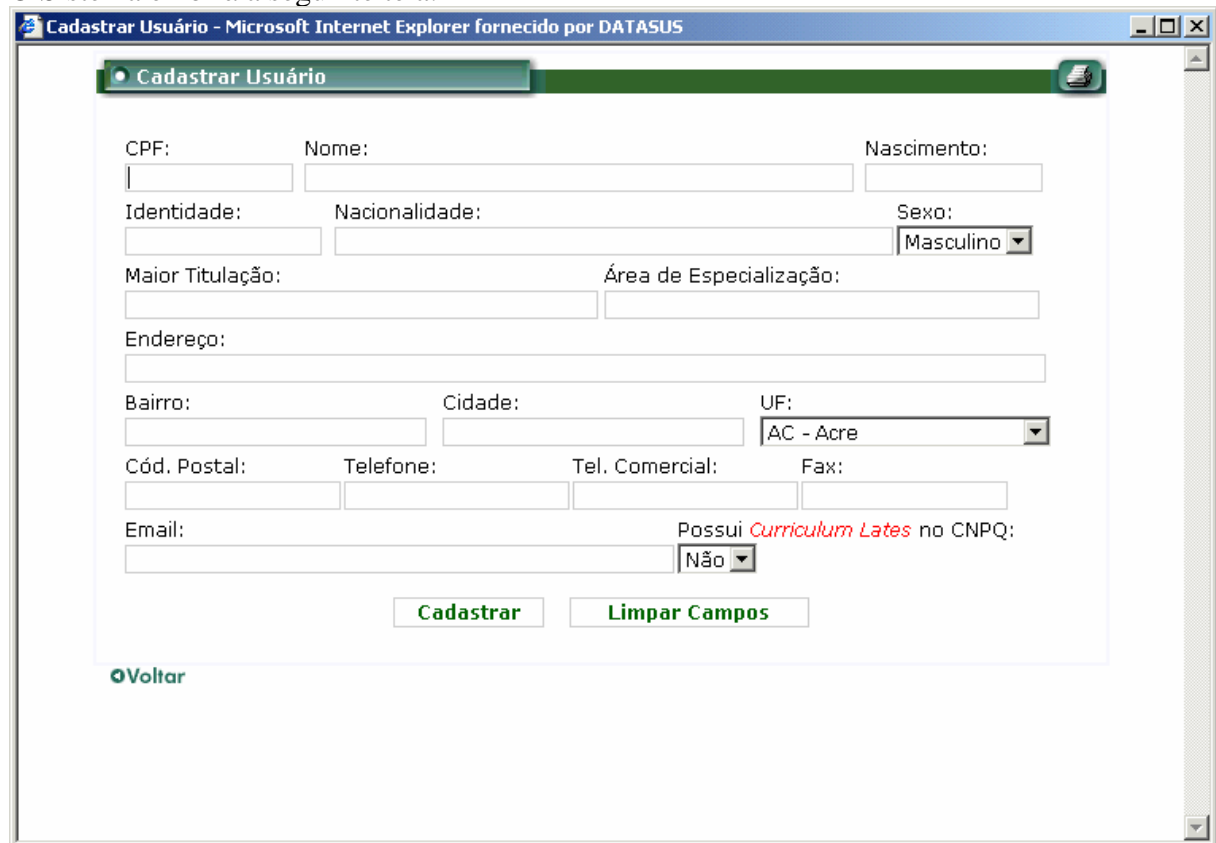 Cadastrar Usuário - Microsoft Internet Explorer fornecido por DATASUS
Cadastrar Usuário
CPF: Nome: Nascimento:
Identidade: Nacionalidade: Sexo:
Masculino
Maior Titulação: Área de Especialização:
Endereço:
Bairro: Cidade: UF:
AC - Acre
Cód. Postal: Telefone: Tel. Comercial: Fax:
Email: Possui Curriculum Lates no CNPQ:
Não
Cadastrar Limpar Campos
Voltar